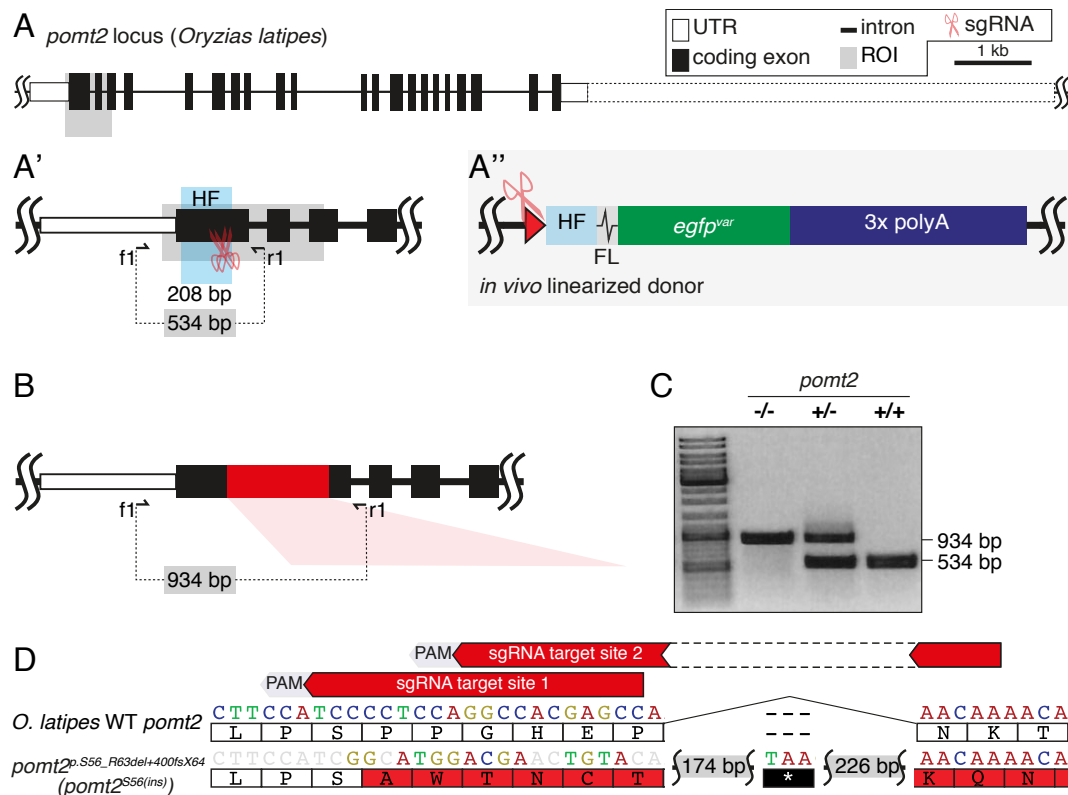 A
pomt2 locus (Oryzias latipes)
UTR
intron
sgRNA
coding exon
ROI
1 kb
A'
HF
f1
r1
208 bp
534 bp
A''
HF
egfpvar
3x polyA
FL
in vivo linearized donor
B
f1
r1
934 bp
C
pomt2
-/- +/- +/+
934 bp
534 bp
D
PAM sgRNA target site 2
PAM sgRNA target site 1
O. latipes WT pomt2
CTTCCATCCCCTCCAGGCCACGAGCCA --- AACAAAACA
L P S P P G H E P --- N K T
pomt2p.S56_R63del+400fsX64
(pomt2S56(ins))
CTTCCATCGGCATGGACGAACTGTACA 174 bp TAA 226 bp AACAAAACA
L P S A W T N C T * K Q N